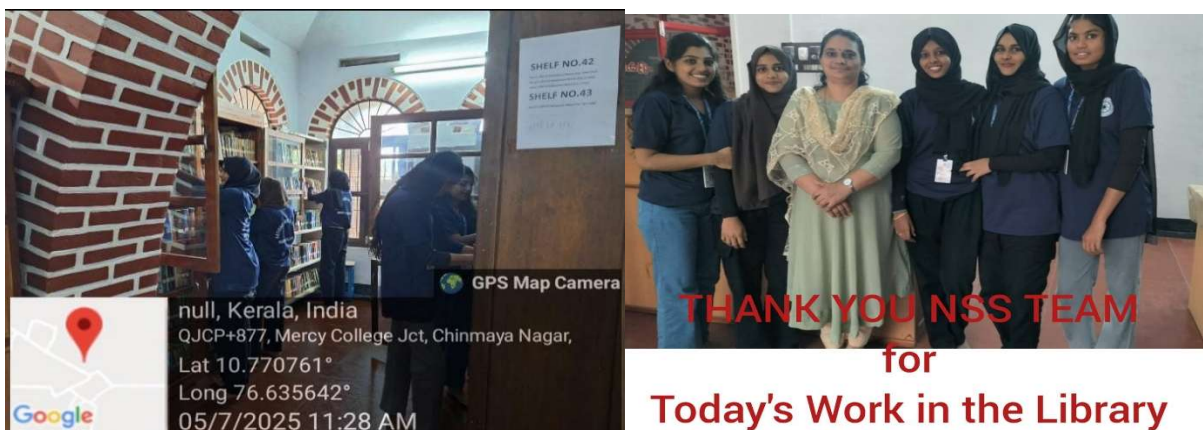 SHELF NO.42
SHELF NO.43
GPS Map Camera
null, Kerala, India
QJCP+877, Mercy College Jct, Chinmaya Nagar,
Lat 10.770761°
Long 76.635642°
05/7/2025 11:28 AM
Google
THANK YOU NSS TEAM
for
Today's Work in the Library